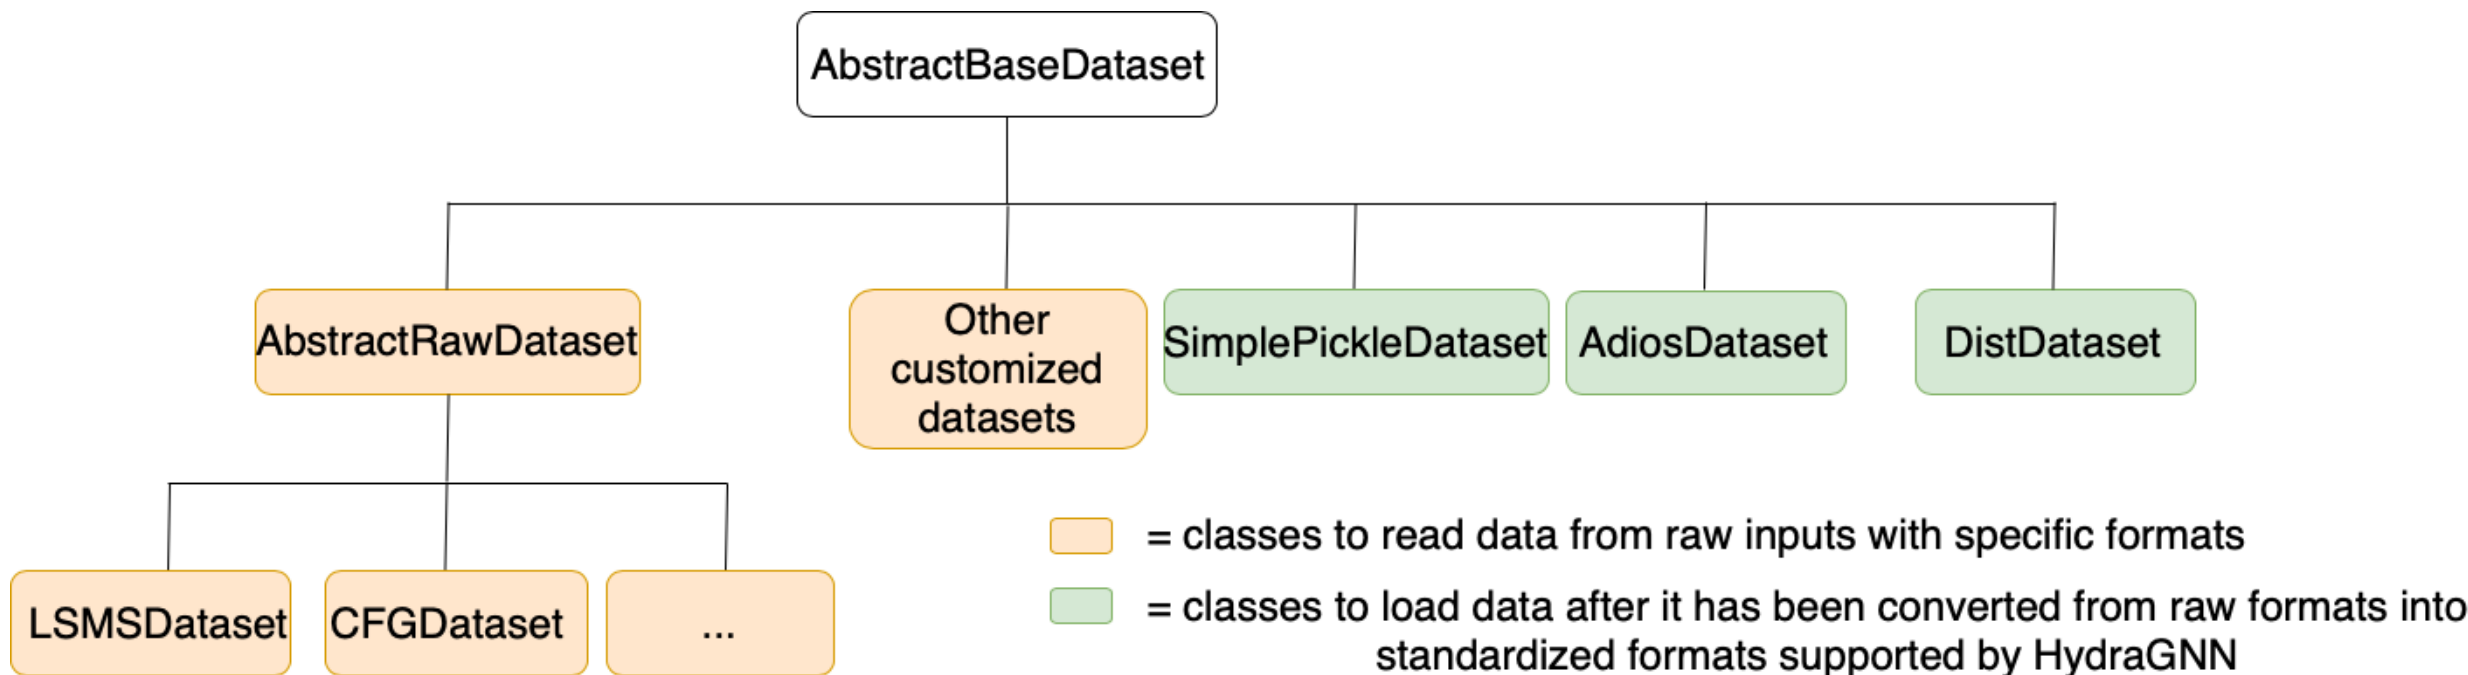 AbstractBaseDataset
AbstractRawDataset
Other
customized
datasets
SimplePickleDataset
AdiosDataset
DistDataset
LSMSDataset
CFGDataset
...
= classes to read data from raw inputs with specific formats
= classes to load data after it has been converted from raw formats into
standardized formats supported by HydraGNN